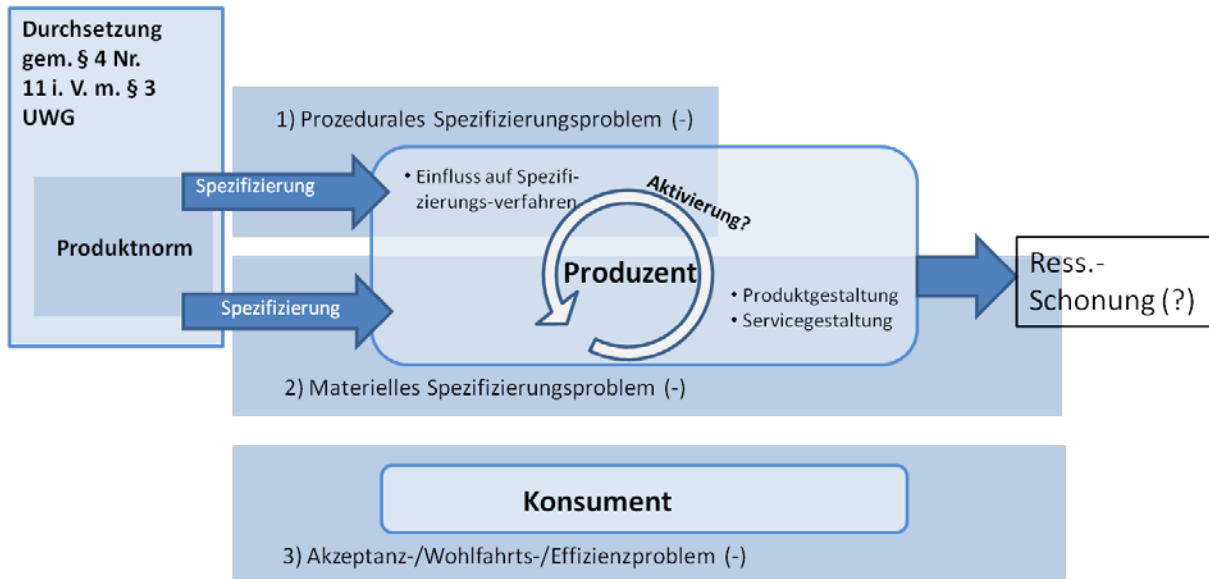 Durchsetzung
gem. § 4 Nr.
11 i. V. m. § 3
UWG
1) Prozedurales Spezifizierungsproblem (-)
Spezifizierung
• Einfluss auf Spezifi-
zierungs-verfahren
Aktivierung?
Produktnorm
Produzent
Spezifizierung
• Produktgestaltung
• Servicegestaltung
Ress.-
Schonung (?)
2) Materielles Spezifizierungsproblem (-)
Konsument
3) Akzeptanz-/Wohlfahrts-/Effizienzproblem (-)